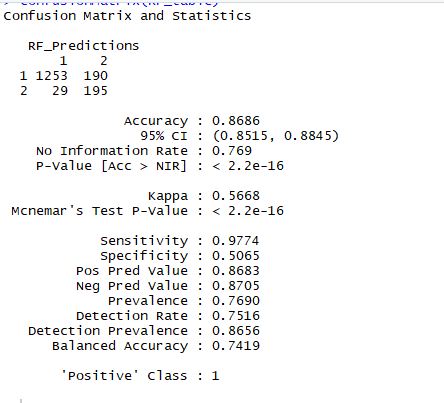 > confusionMatrix(RF_table)
Confusion Matrix and Statistics
RF_Predictions
1 2
1 1253 190
2 29 195
Accuracy : 0.8686
95% CI : (0.8515, 0.8845)
No Information Rate : 0.769
P-Value [Acc > NIR] : < 2.2e-16
Kappa : 0.5668
Mcnemar's Test P-Value : < 2.2e-16
Sensitivity : 0.9774
Specificity : 0.5065
Pos Pred Value : 0.8683
Neg Pred Value : 0.8705
Prevalence : 0.7690
Detection Rate : 0.7516
Detection Prevalence : 0.8656
Balanced Accuracy : 0.7419
'Positive' Class : 1